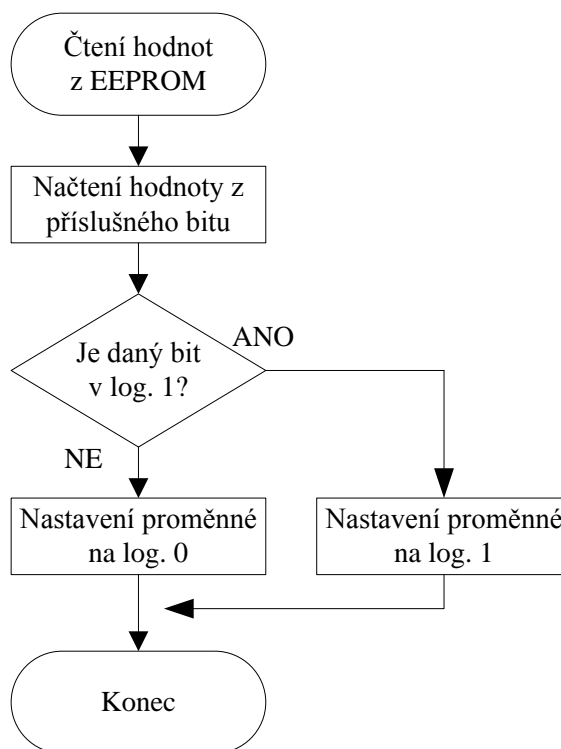 Čtení hodnot
z EEPROM
Načtení hodnoty z
příslušného bitu
Je daný bit
v log. 1?
ANO
NE
Nastavení proměnné
na log. 0
Nastavení proměnné
na log. 1
Konec